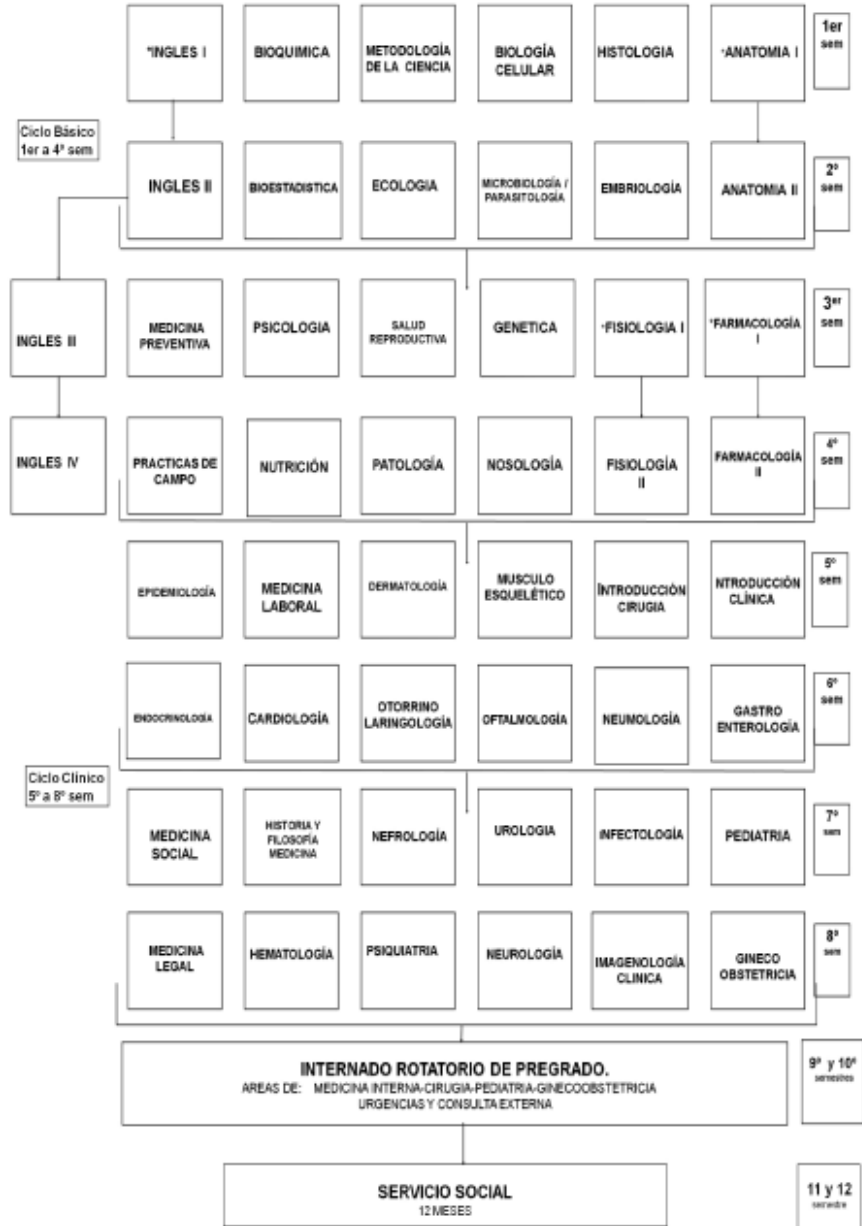 *INGLES I
BIOQUIMICA
METODOLOGÍA
DE LA CIENCIA
BIOLOGÍA
CELULAR
HISTOLOGIA
*ANATOMIA I
1er
sem
Ciclo Básico
1er a 4º sem
INGLES II
BIOESTADISTICA
ECOLOGIA
MICROBIOLOGÍA /
PARASITOLOGÍA
EMBRIOLOGÍA
ANATOMIA II
2º
sem
INGLES III
MEDICINA
PREVENTIVA
PSICOLOGIA
SALUD
REPRODUCTIVA
GENETICA
*FISIOLOGIA I
*FARMACOLOGÍA
I
3er
sem
INGLES IV
PRACTICAS DE
CAMPO
NUTRICIÓN
PATOLOGÍA
NOSOLOGÍA
FISIOLOGÍA
II
FARMACOLOGÍA
II
4º
sem
EPIDEMIOLOGÍA
MEDICINA
LABORAL
DERMATOLOGÍA
MUSCULO
ESQUELÉTICO
INTRODUCCIÓN
CIRUGIA
NTRODUCCIÓN
CLÍNICA
5º
sem
ENDOCRINOLOGÍA
CARDIOLOGÍA
OTORRINO
LARINGOLOGÍA
OFTALMOLOGÍA
NEUMOLOGÍA
GASTRO
ENTEROLOGÍA
6º
sem
Ciclo Clínico
5º a 8º sem
MEDICINA
SOCIAL
HISTORIA Y
FILOSOFÍA
MEDICINA
NEFROLOGÍA
UROLOGIA
INFECTOLOGÍA
PEDIATRIA
7º
sem
MEDICINA
LEGAL
HEMATOLOGÍA
PSIQUIATRIA
NEUROLOGÍA
IMAGENOLOGÍA
CLINICA
GINECO
OBSTETRICIA
8º
sem
INTERNADO ROTATORIO DE PREGRADO.
AREAS DE: MEDICINA INTERNA-CIRUGIA-PEDIATRIA-GINECOOBSTETRICIA
URGENCIAS Y CONSULTA EXTERNA
9º y 10º
semestres
SERVICIO SOCIAL
12 MESES
11 y 12
semestre